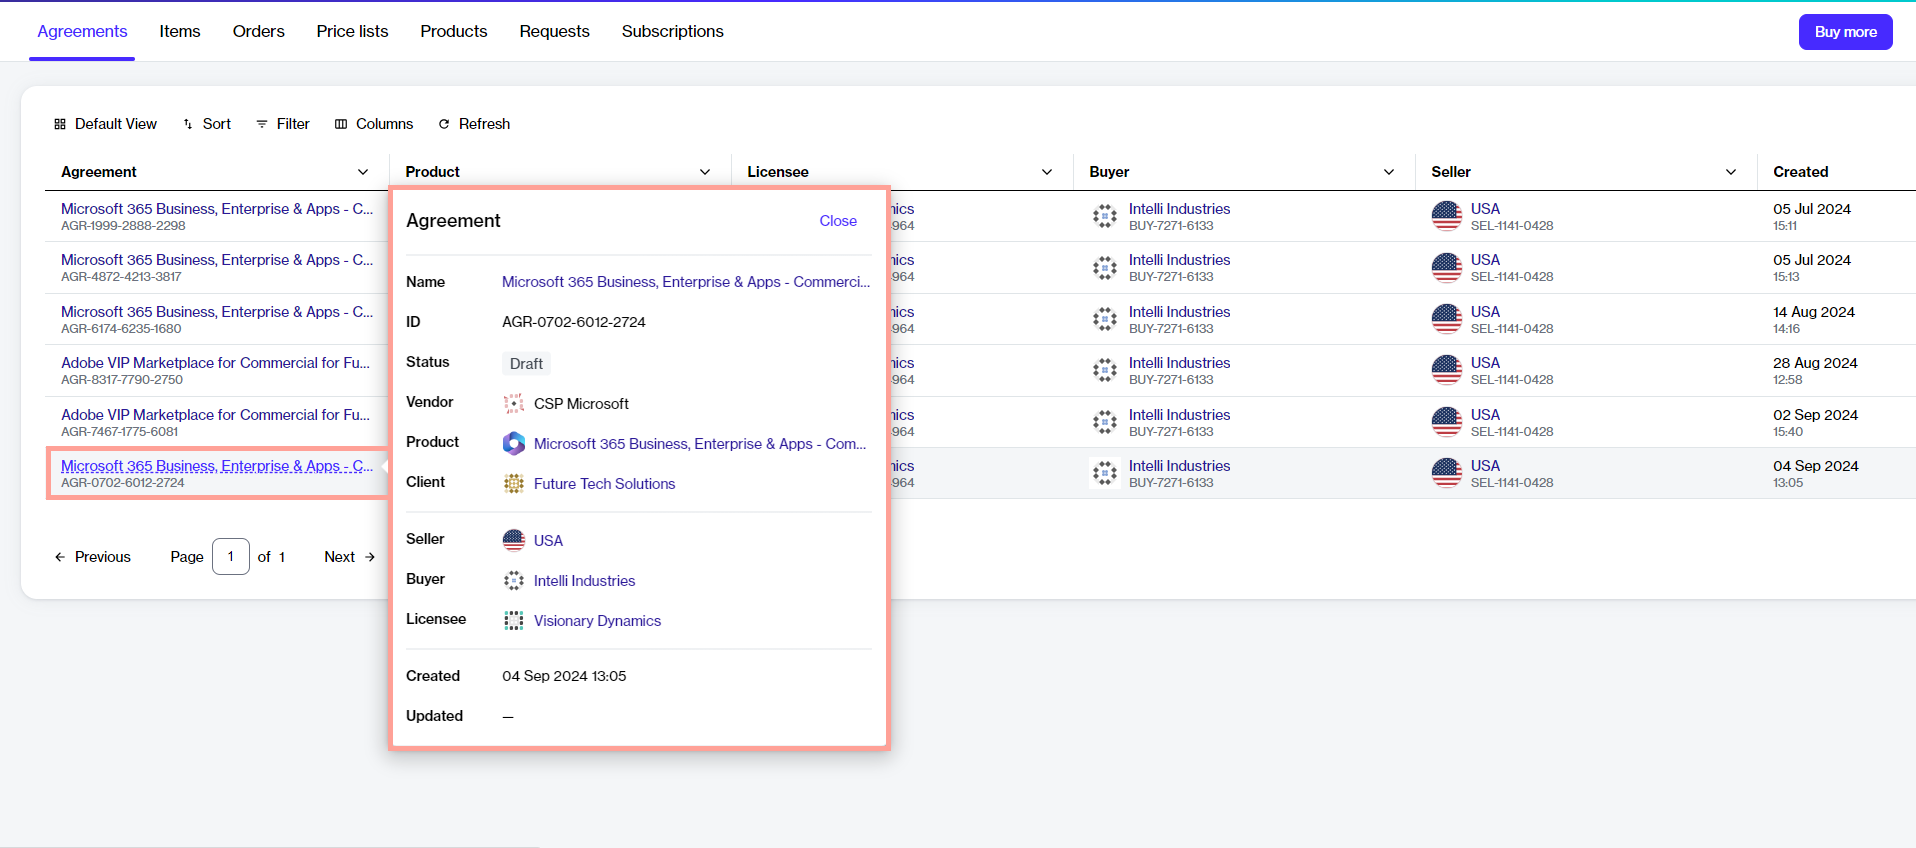 Agreements Items Orders Price lists Products Requests Subscriptions Buy more
Default View Sort Filter Columns Refresh
Agreement Product Licensee Buyer Seller Created
Microsoft 365 Business, Enterprise & Apps - C... nics Intelli Industries USA 05 Jul 2024
AGR-1999-2888-2298 964 BUY-7271-6133 SEL-1141-0428 15:11
Microsoft 365 Business, Enterprise & Apps - C... nics Intelli Industries USA 05 Jul 2024
AGR-4872-4213-3817 964 BUY-7271-6133 SEL-1141-0428 15:13
Microsoft 365 Business, Enterprise & Apps - C... nics Intelli Industries USA 14 Aug 2024
AGR-6174-6235-1680 964 BUY-7271-6133 SEL-1141-0428 14:16
Adobe VIP Marketplace for Commercial for Fu... nics Intelli Industries USA 28 Aug 2024
AGR-8317-7790-2750 964 BUY-7271-6133 SEL-1141-0428 12:58
Adobe VIP Marketplace for Commercial for Fu... nics Intelli Industries USA 02 Sep 2024
AGR-7467-1775-6081 964 BUY-7271-6133 SEL-1141-0428 15:40
Microsoft 365 Business, Enterprise & Apps - C... nics Intelli Industries USA 04 Sep 2024
AGR-0702-6012-2724 964 BUY-7271-6133 SEL-1141-0428 13:05
Previous Page 1 of 1 Next
Agreement Close
Name Microsoft 365 Business, Enterprise & Apps - Commerci...
ID AGR-0702-6012-2724
Status Draft
Vendor CSP Microsoft
Product Microsoft 365 Business, Enterprise & Apps - Com...
Client Future Tech Solutions
Seller USA
Buyer Intelli Industries
Licensee Visionary Dynamics
Created 04 Sep 2024 13:05
Updated —